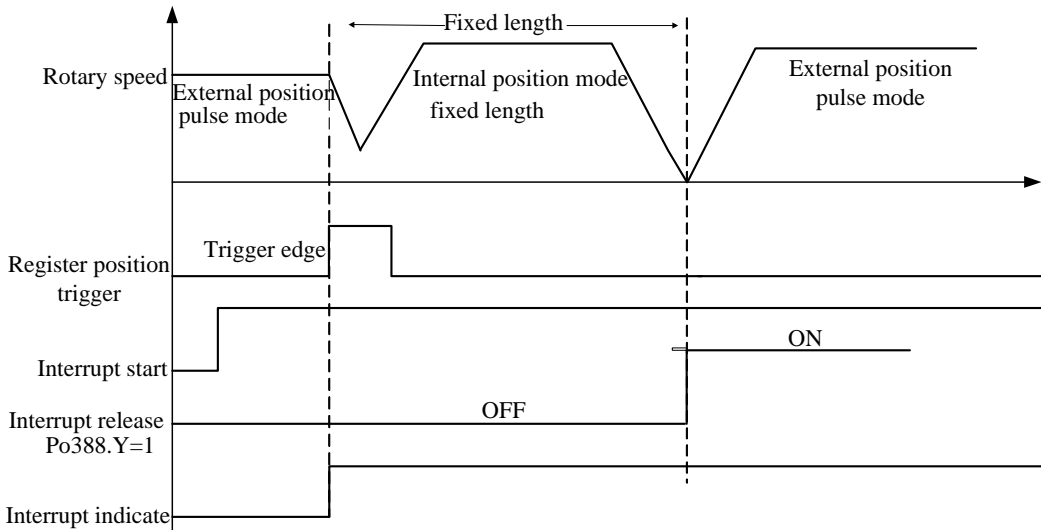 Fixed length
Rotary speed
External position
pulse mode
Internal position mode
fixed length
External position
pulse mode
Trigger edge
Register position
trigger
Interrupt start
ON
Interrupt release
Po388.Y=1
OFF
Interrupt indicate